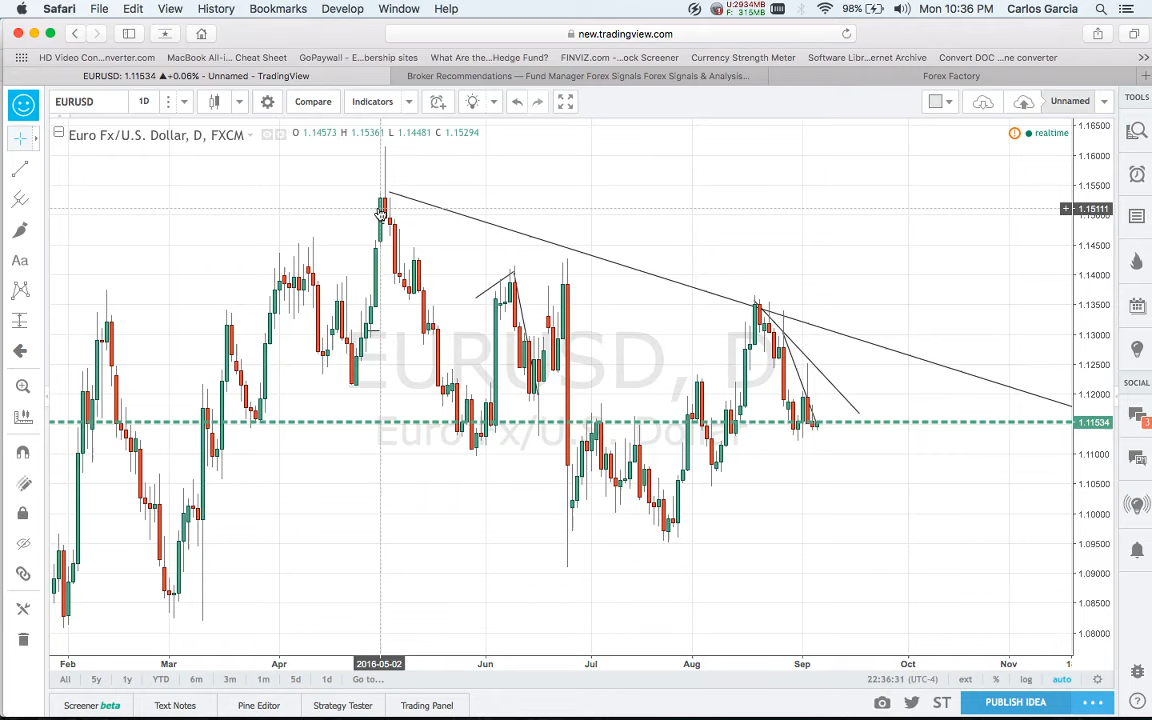 Safari File Edit View History Bookmarks Develop Window Help U:2934MB F: 315MB 98% Mon 10:36 PM Carlos Garcia
new.tradingview.com
HD Video Con...nverter.com MacBook All-i... Cheat Sheet GoPaywall - E...bership sites What Are the...Hedge Fund? FINVIZ.com -...ock Screener Currency Strength Meter Software Libr...ernet Archive Convert DOC ...ne converter
EURUSD: 1.11534 ▲+0.06% - Unnamed - TradingView Broker Recommendations — Fund Manager Forex Signals Forex Signals & Analysis... Forex Factory +
EURUSD 1D Compare Indicators Unnamed TOOLS
Euro Fx/U.S. Dollar, D, FXCM O 1.14573 H 1.15361 L 1.14481 C 1.15294 realtime
1.16500
1.16000
1.15500
1.15111
1.15000
1.14500
1.14000
1.13500
1.13000
1.12500
1.12000
1.11534
1.11000
1.10500
1.10000
1.09500
1.09000
1.08500
1.08000
Aa
EURUSD, D
Euro Fx/U.S. Dollar
SOCIAL
3
Feb Mar Apr 2016-05-02 Jun Jul Aug Sep Oct Nov
All 5y 1y YTD 6m 3m 1m 5d 1d Go to... 22:36:31 (UTC-4) ext % log auto
Screener beta Text Notes Pine Editor Strategy Tester Trading Panel ST PUBLISH IDEA